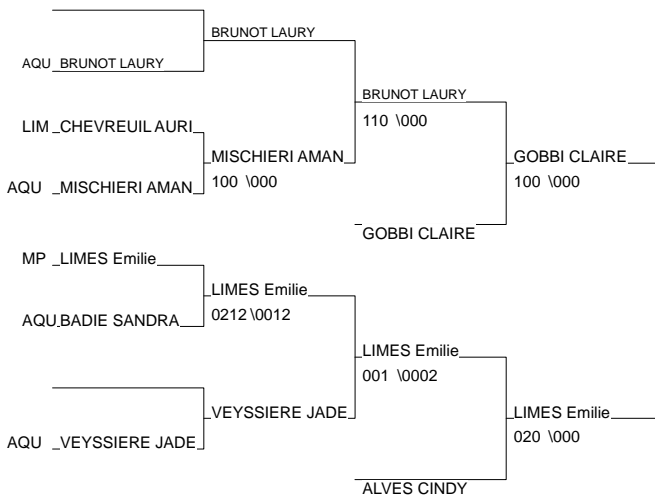 BRUNOT LAURY
AQU BRUNOT LAURY
BRUNOT LAURY
110 \000
LIM CHEVREUIL AURI
MISCHIERI AMAN
100 \000
GOBBI CLAIRE
100 \000
AQU MISCHIERI AMAN
GOBBI CLAIRE
MP LIMES Emilie
LIMES Emilie
0212 \0012
AQU BADIE SANDRA
LIMES Emilie
001 \0002
VEYSSIERE JADE
LIMES Emilie
020 \000
AQU VEYSSIERE JADE
ALVES CINDY